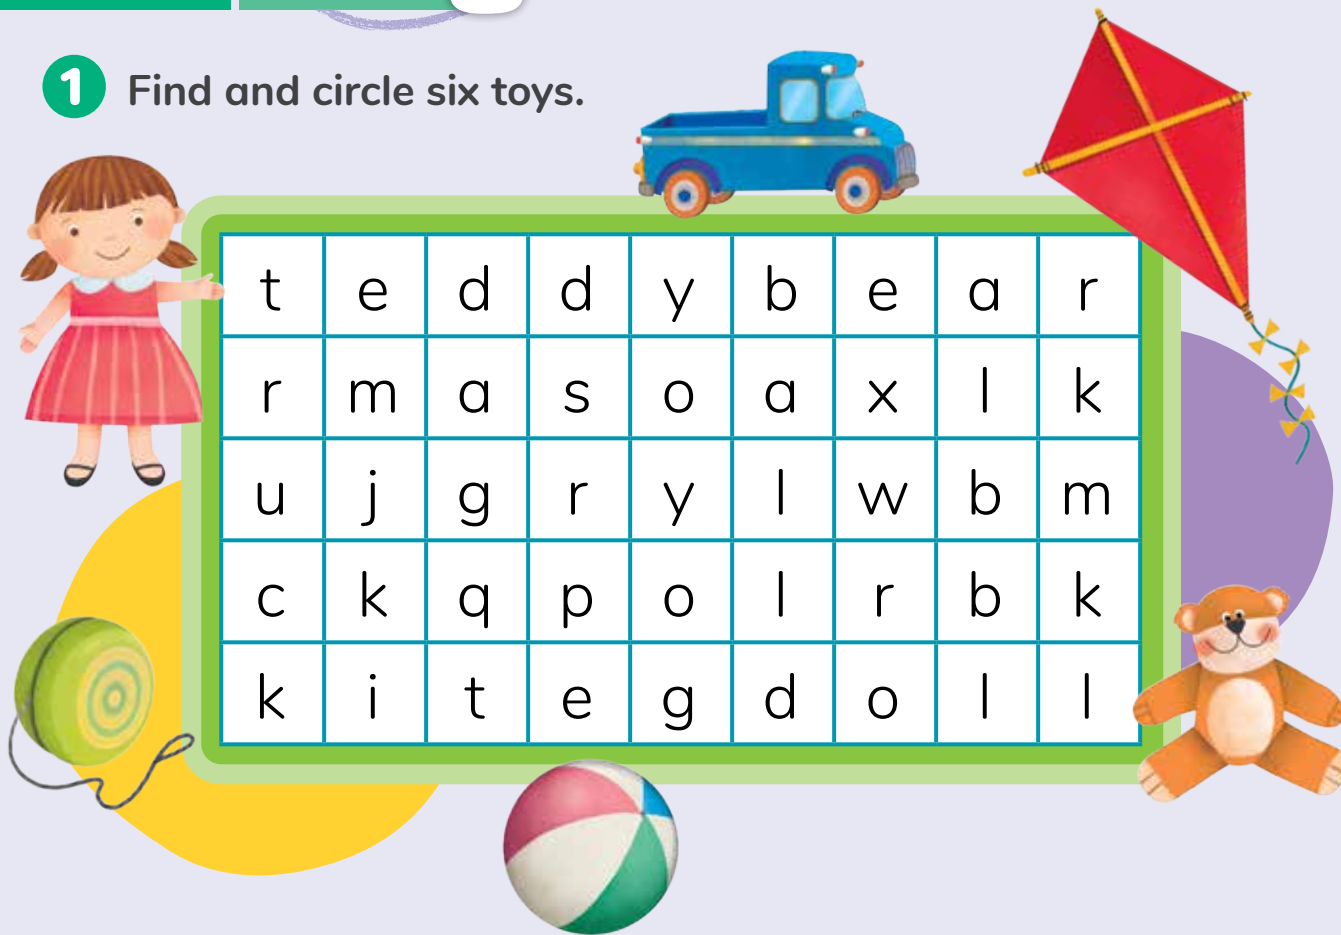 1 Find and circle six toys.
t e d d y b e a r
r m a s o a x l k
u j g r y l w b m
c k q p o l r b k
k i t e g d o l l